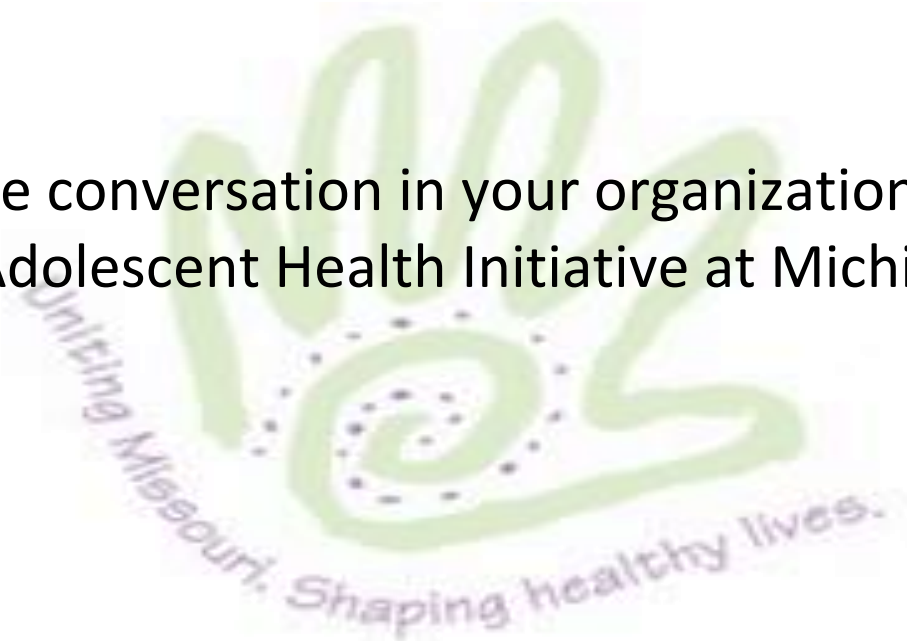 e conversation in your organization
Adolescent Health Initiative at Michi
Uniting Missouri. Shaping healthy lives.